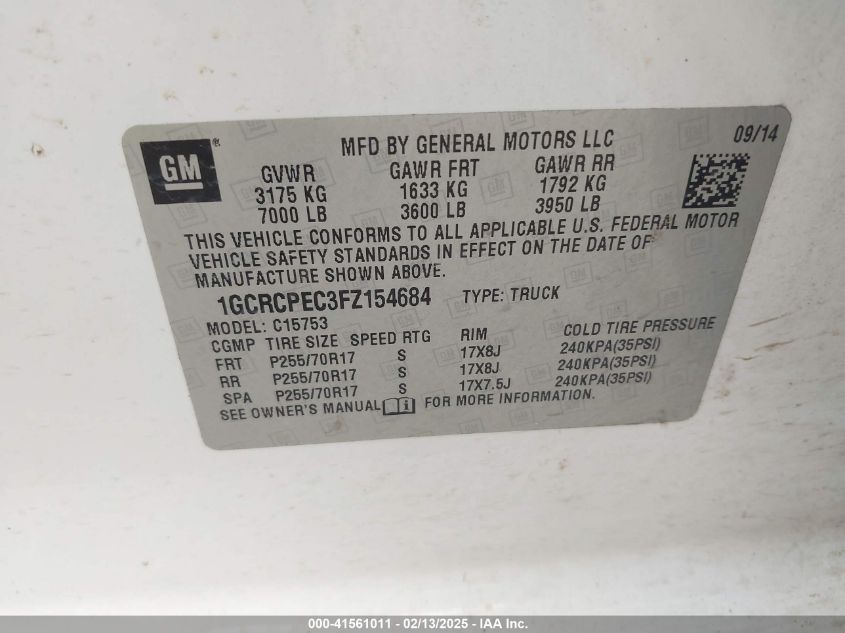 GM®
MFD BY GENERAL MOTORS LLC
09/14
GVWR GAWR FRT GAWR RR
3175 KG 1633 KG 1792 KG
7000 LB 3600 LB 3950 LB
THIS VEHICLE CONFORMS TO ALL APPLICABLE U.S. FEDERAL MOTOR
VEHICLE SAFETY STANDARDS IN EFFECT ON THE DATE OF
MANUFACTURE SHOWN ABOVE.
1GCRCPEC3FZ154684 TYPE: TRUCK
MODEL: C15753
CGMP TIRE SIZE SPEED RTG RIM COLD TIRE PRESSURE
FRT P255/70R17 S 17X8J 240KPA(35PSI)
RR P255/70R17 S 17X8J 240KPA(35PSI)
SPA P255/70R17 S 17X7.5J 240KPA(35PSI)
SEE OWNER'S MANUAL FOR MORE INFORMATION.
000-41561011 - 02/13/2025 - IAA Inc.